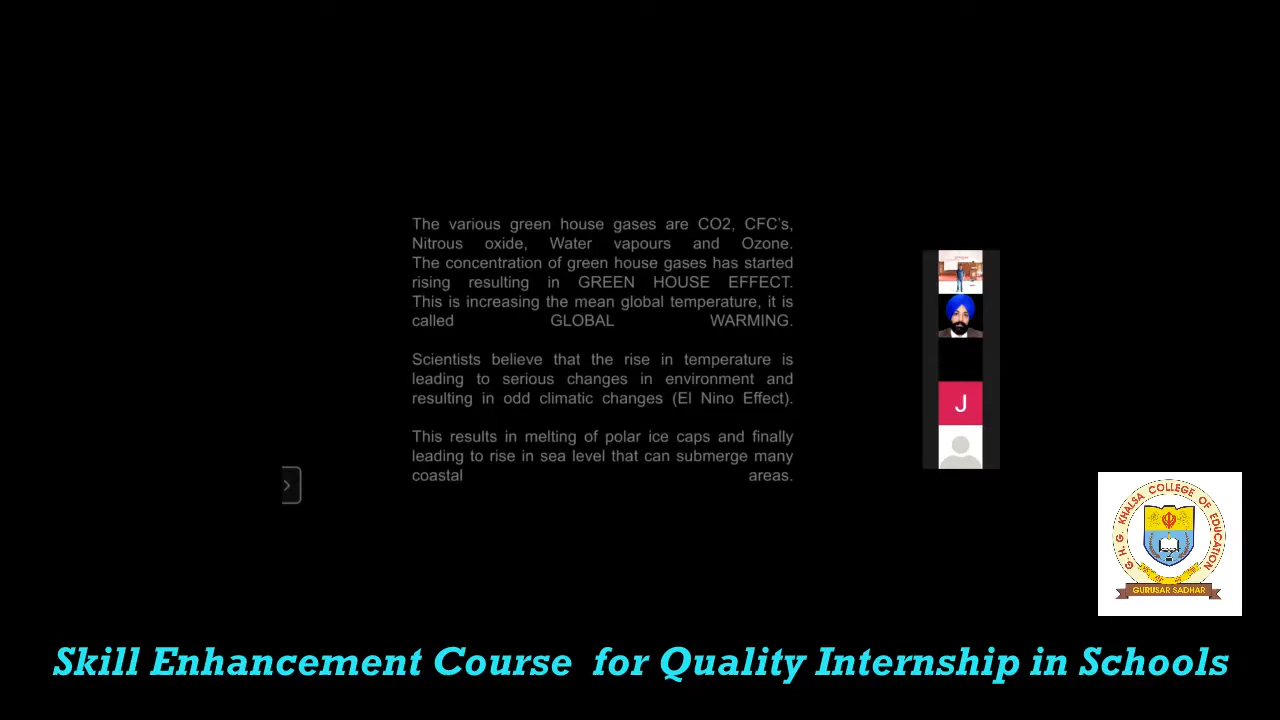 The various green house gases are CO2, CFC's,
Nitrous oxide, Water vapours and Ozone.
The concentration of green house gases has started
rising resulting in GREEN HOUSE EFFECT.
This is increasing the mean global temperature, it is
called GLOBAL WARMING.
Scientists believe that the rise in temperature is
leading to serious changes in environment and
resulting in odd climatic changes (El Nino Effect).
This results in melting of polar ice caps and finally
leading to rise in sea level that can submerge many
coastal areas.
J
G. H. G. KHALSA COLLEGE OF EDUCATION
GURUSAR SADHAR
Skill Enhancement Course for Quality Internship in Schools